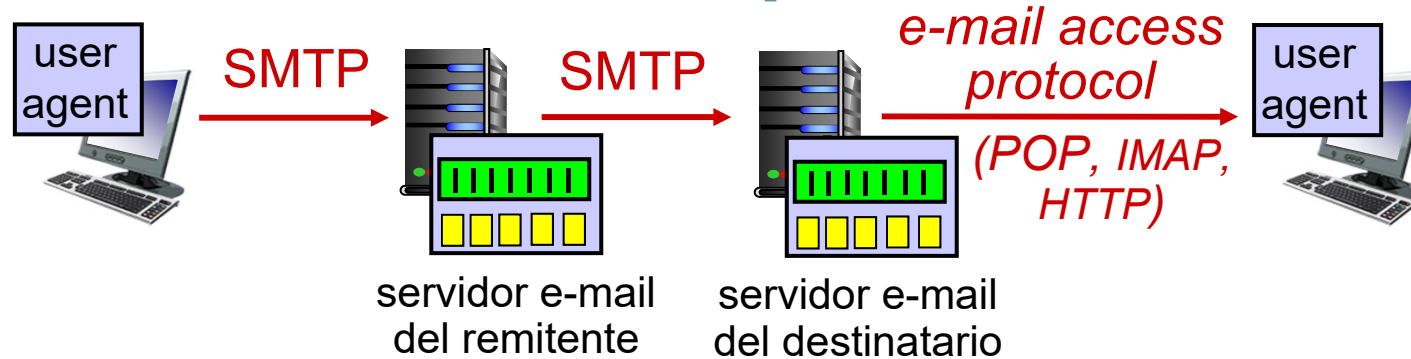 user
agent
SMTP
SMTP
e-mail access
protocol
(POP, IMAP,
HTTP)
user
agent
servidor e-mail
del remitente
servidor e-mail
del destinatario